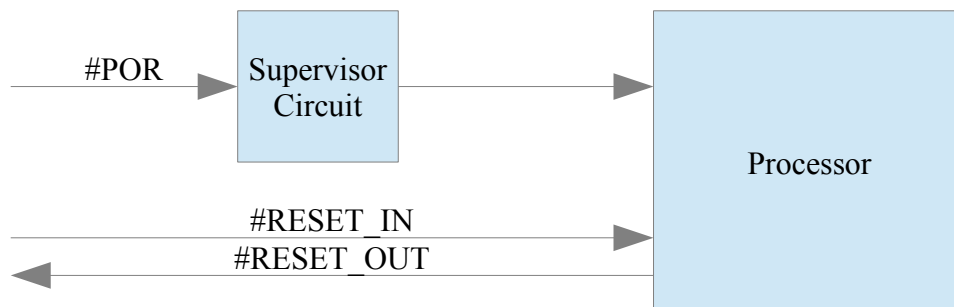 #POR
Supervisor
Circuit
Processor
#RESET_IN
#RESET_OUT